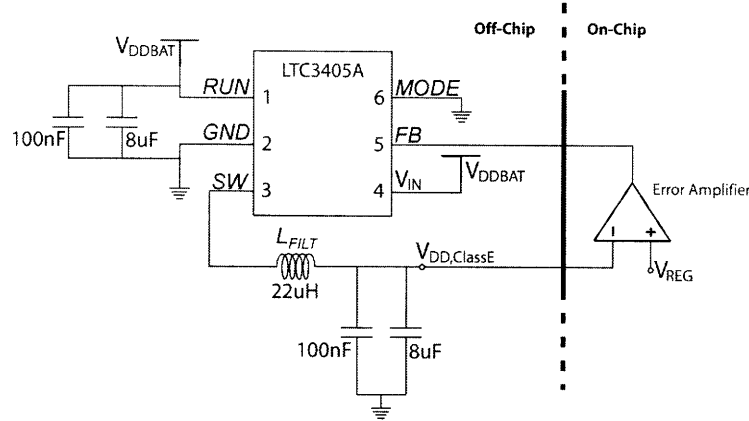 Off-Chip
On-Chip
VDDBAT
LTC3405A
RUN
1
6
MODE
100nF
8uF
GND
2
5
FB
SW
3
4
VIN
VDDBAT
Error Amplifier
LFILT
22uH
VDD,ClassE
VREG
100nF
8uF